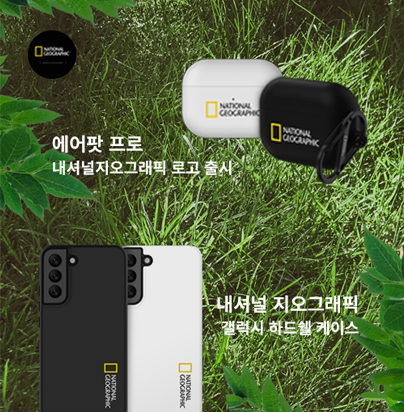 NATIONAL
GEOGRAPHIC
NATIONAL
GEOGRAPHIC
NATIONAL
GEOGRAPHIC
에어팟 프로
내셔널지오그래픽 로고 출시
내셔널 지오그래픽
갤럭시 하드쉘 케이스
NATIONAL
GEOGRAPHIC
NATIONAL
GEOGRAPHIC